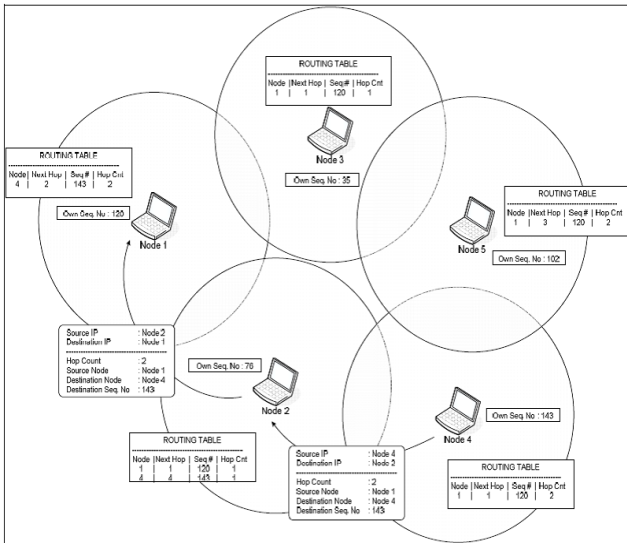 ROUTING TABLE
Node |Next Hop | Seq# | Hop Cnt
1 | 1 | 120 | 1
Node 3
Own Seq. No : 35
ROUTING TABLE
Node| Next Hop | Seq# | Hop Cnt
4 | 2 | 143 | 2
Own Seq. No : 120
Node 1
ROUTING TABLE
Node | Next Hop | Seq # | Hop Cnt
1 | 3 | 120 | 2
Node 5
Own Seq. No : 102
Source IP : Node 2
Destination IP : Node 1
Hop Count : 2
Source Node : Node 1
Destination Node : Node 4
Destination Seq. No : 143
Own Seq. No : 76
Node 2
Own Seq. No : 143
Node 4
ROUTING TABLE
Node |Next Hop | Seq # | Hop Cnt
1 | 1 | 120 | 1
4 | 4 | 143 | 1
Source IP : Node 4
Destination IP : Node 2
Hop Count : 2
Source Node : Node 1
Destination Node : Node 4
Destination Seq. No : 143
ROUTING TABLE
Node | Next Hop | Seq # | Hop Cnt
1 | 1 | 120 | 2